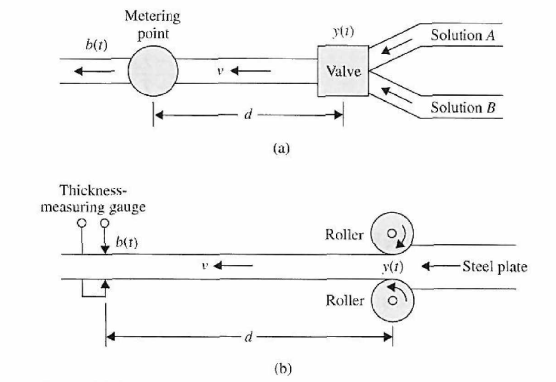 Metering
point
y(t)
b(t)
Solution A
v
Valve
Solution B
d
(a)
Thickness-
measuring gauge
b(t)
Roller
v
y(t)
Steel plate
Roller
d
(b)